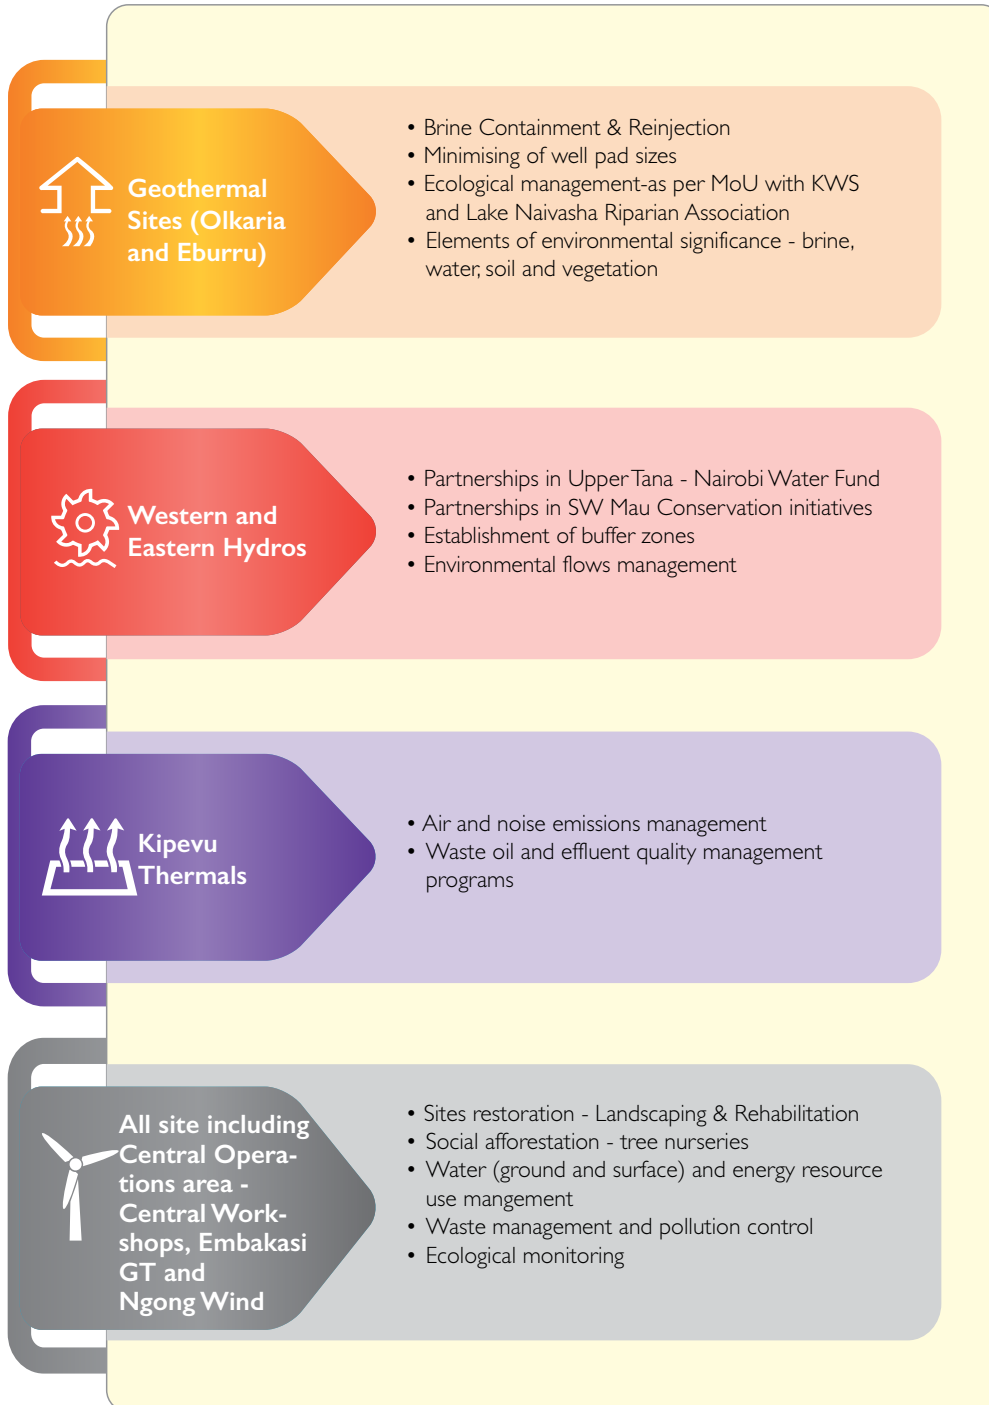 Geothermal
Sites (Olkaria
and Eburru)
• Brine Containment & Reinjection
• Minimising of well pad sizes
• Ecological management-as per MoU with KWS
and Lake Naivasha Riparian Association
• Elements of environmental significance - brine,
water, soil and vegetation
Western and
Eastern Hydros
• Partnerships in Upper Tana - Nairobi Water Fund
• Partnerships in SW Mau Conservation initiatives
• Establishment of buffer zones
• Environmental flows management
Kipevu
Thermals
• Air and noise emissions management
• Waste oil and effluent quality management
programs
All site including
Central Opera-
tions area -
Central Work-
shops, Embakasi
GT and
Ngong Wind
• Sites restoration - Landscaping & Rehabilitation
• Social afforestation - tree nurseries
• Water (ground and surface) and energy resource
use mangement
• Waste management and pollution control
• Ecological monitoring